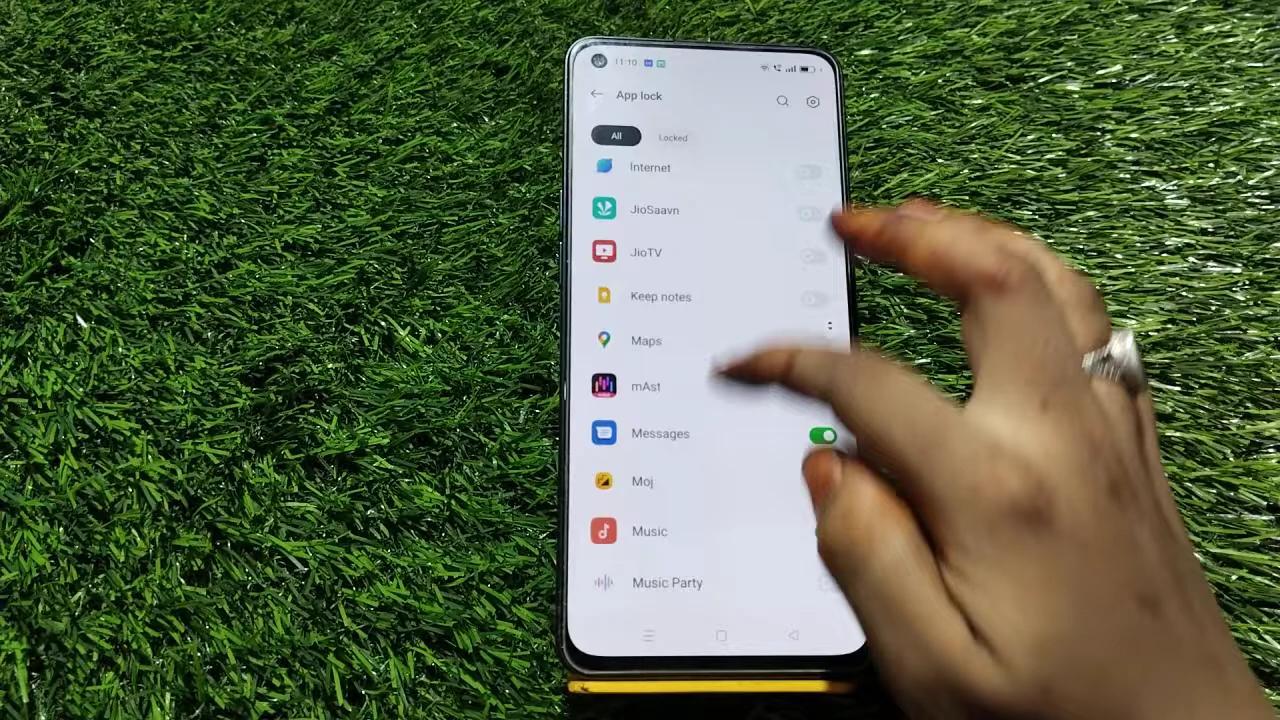 11:10
App lock
All Locked
Internet
JioSaavn
JioTV
Keep notes
Maps
mAst
Messages
Moj
Music
Music Party